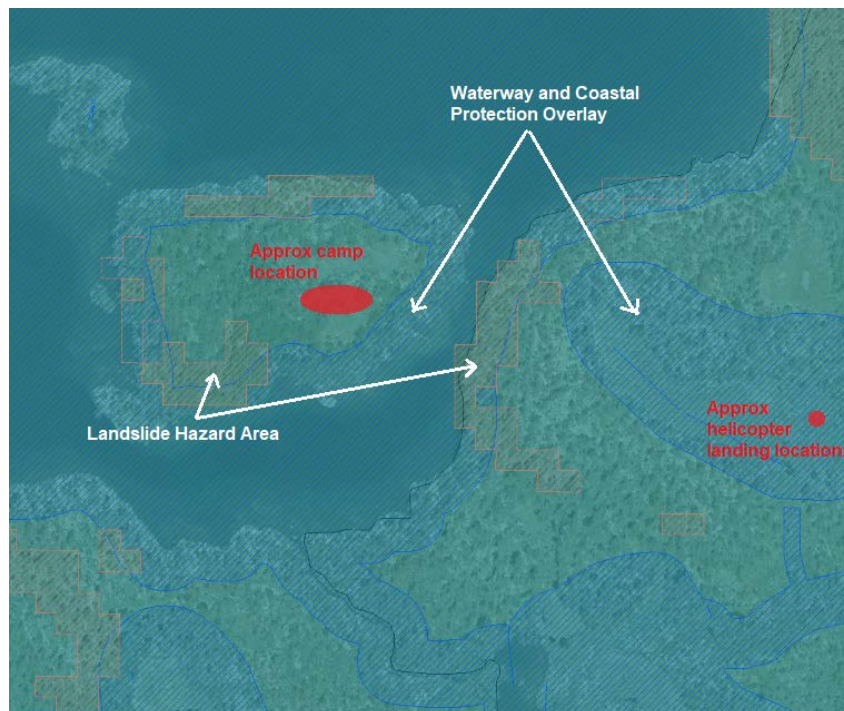 Waterway and Coastal
Protection Overlay
Approx camp
location
Approx
helicopter
landing location
Landslide Hazard Area